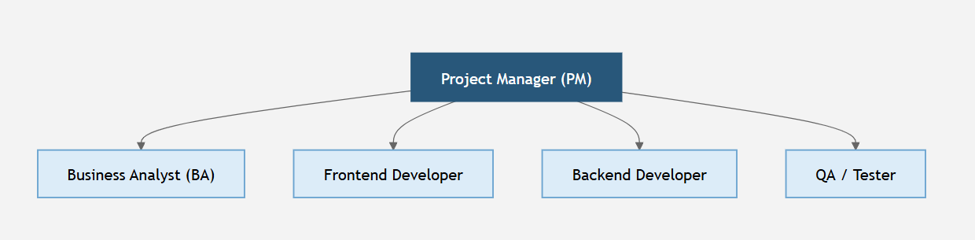 Project Manager (PM)
Business Analyst (BA)
Frontend Developer
Backend Developer
QA / Tester